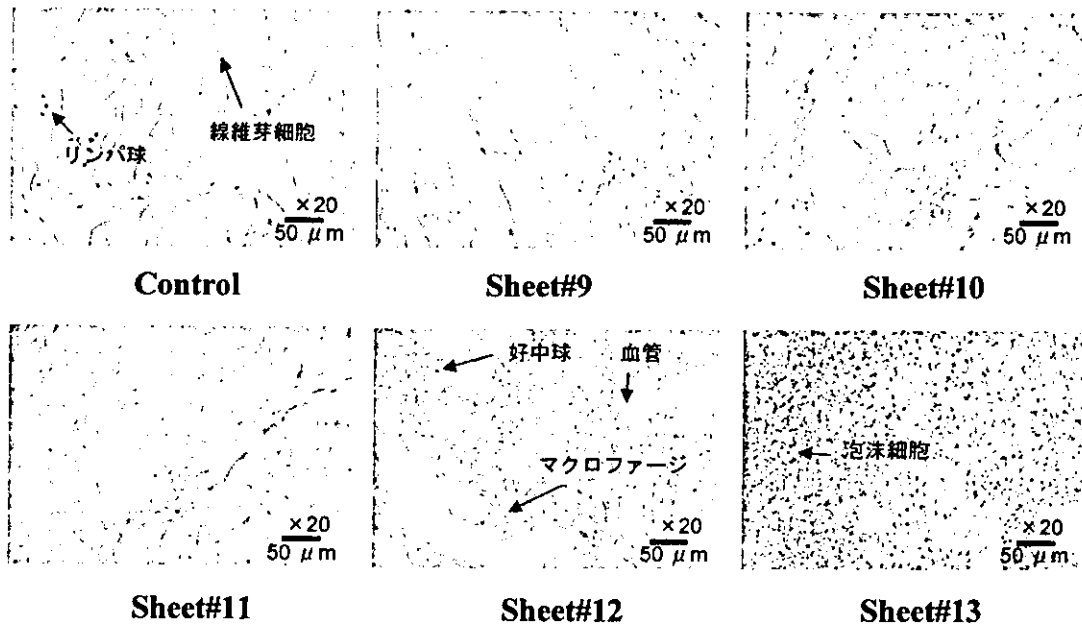 線維芽細胞
リンパ球
×20
50 μm
×20
50 μm
×20
50 μm
Control
Sheet#9
Sheet#10
好中球
血管
マクロファージ
泡沫細胞
×20
50 μm
×20
50 μm
×20
50 μm
Sheet#11
Sheet#12
Sheet#13